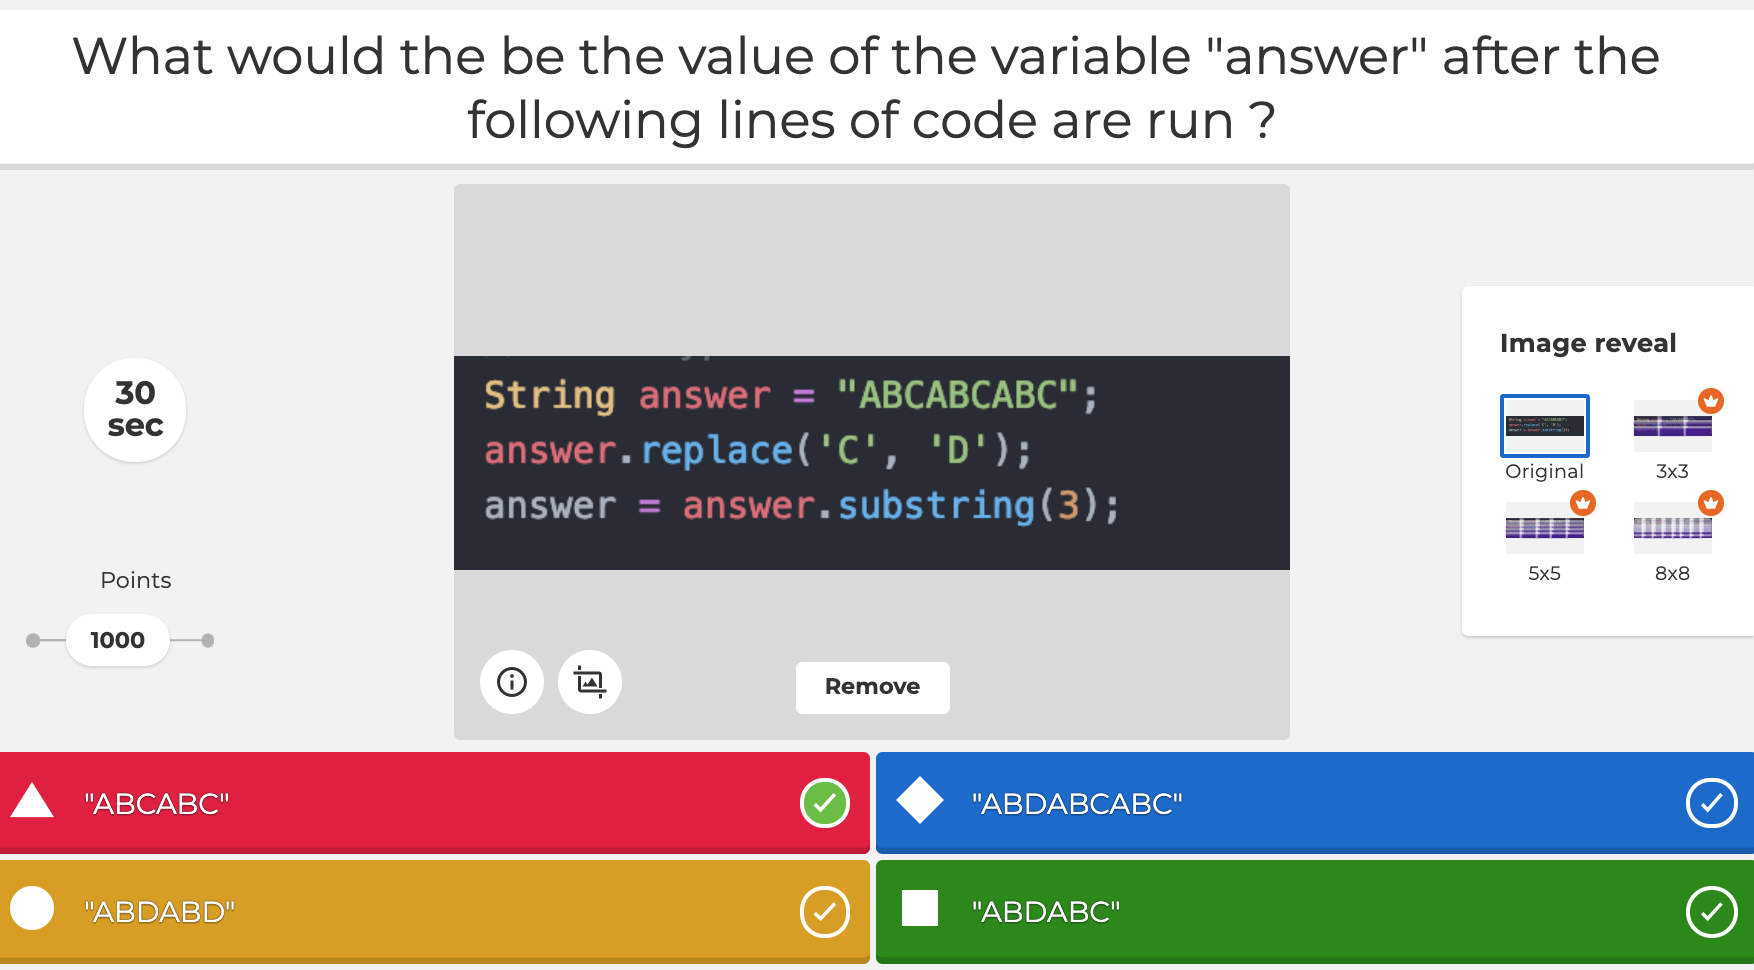 What would the be the value of the variable "answer" after the
following lines of code are run ?
30
sec
Points
1000
String answer = "ABCABCABC";
answer.replace('C', 'D');
answer = answer.substring(3);
Remove
Image reveal
Original
3x3
5x5
8x8
"ABCABC"
"ABDABCABC"
"ABDABD"
"ABDABC"